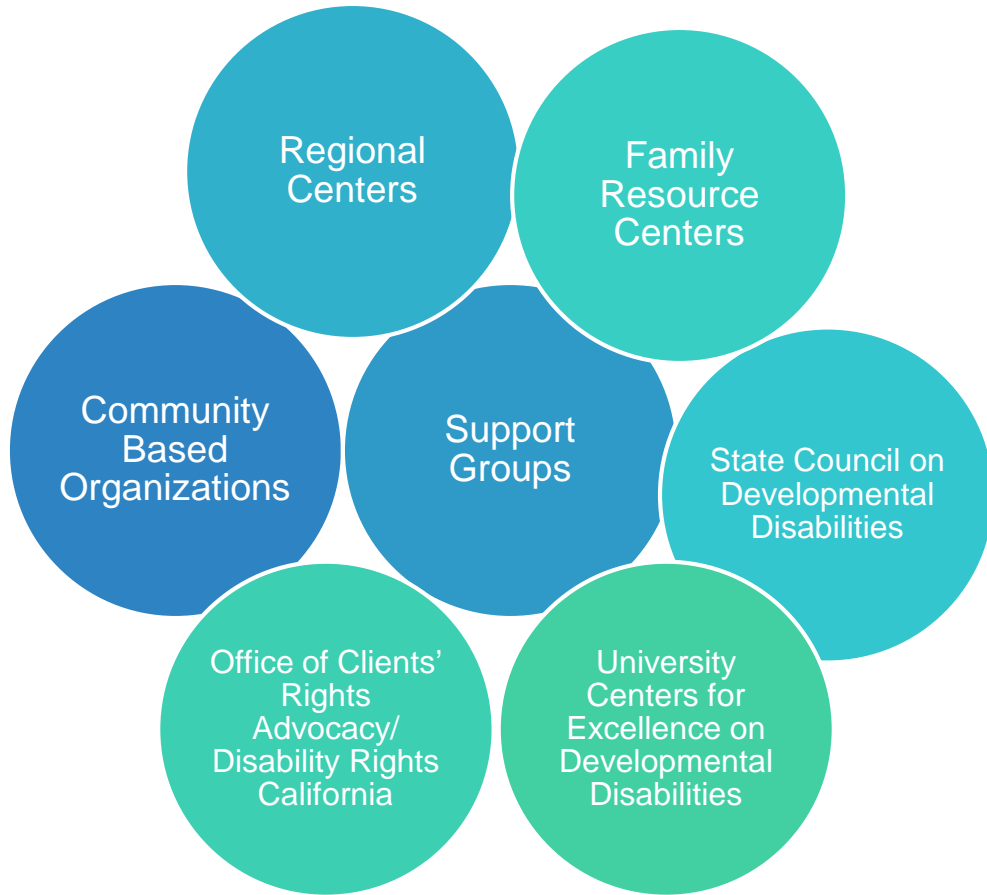 Regional
Centers
Family
Resource
Centers
Community
Based
Organizations
Support
Groups
State Council on
Developmental
Disabilities
Office of Clients’
Rights
Advocacy/
Disability Rights
California
University
Centers for
Excellence on
Developmental
Disabilities